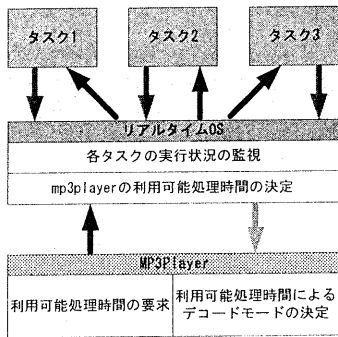 タスク1
タスク2
タスク3
リアルタイムOS
各タスクの実行状況の監視
mp3playerの利用可能処理時間の決定
MP3Player
利用可能処理時間の要求
利用可能処理時間による
デコードモードの決定